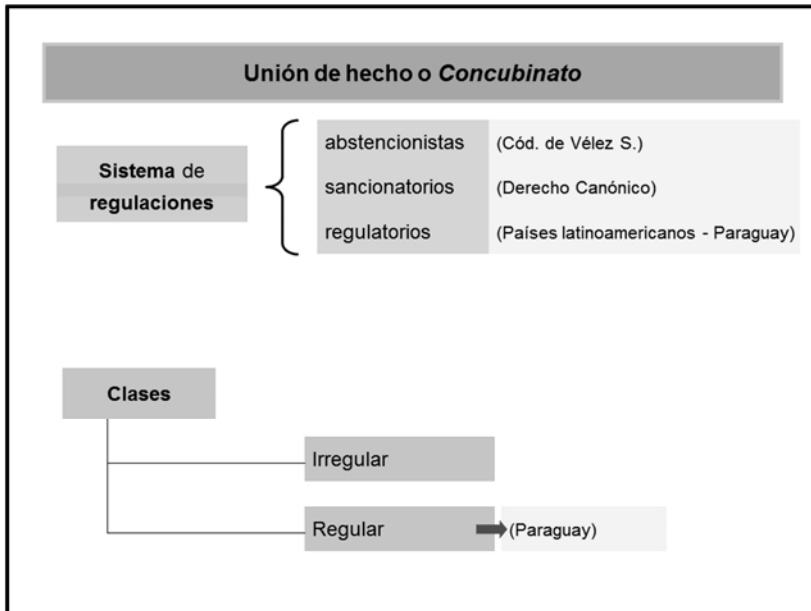 Unión de hecho o Concubinato
Sistema de
regulaciones
abstencionistas (Cód. de Vélez S.)
sancionatorios (Derecho Canónico)
regulatorios (Países latinoamericanos - Paraguay)
Clases
Irregular
Regular (Paraguay)